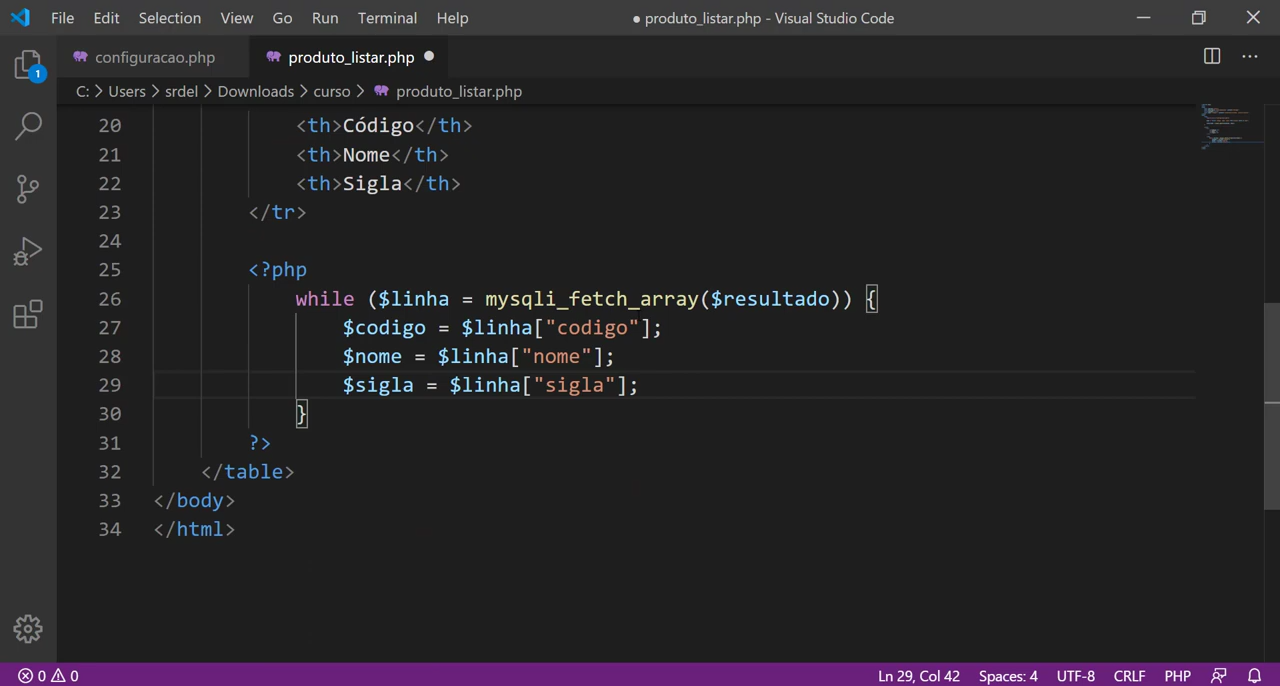 File Edit Selection View Go Run Terminal Help ● produto_listar.php - Visual Studio Code
configuracao.php produto_listar.php
C: > Users > srdel > Downloads > curso > produto_listar.php
1
20 <th>Código</th>
21 <th>Nome</th>
22 <th>Sigla</th>
23 </tr>
24
25 <?php
26 while ($linha = mysqli_fetch_array($resultado)) {
27 $codigo = $linha["codigo"];
28 $nome = $linha["nome"];
29 $sigla = $linha["sigla"];
30 }
31 ?>
32 </table>
33 </body>
34 </html>
0 0 Ln 29, Col 42 Spaces: 4 UTF-8 CRLF PHP